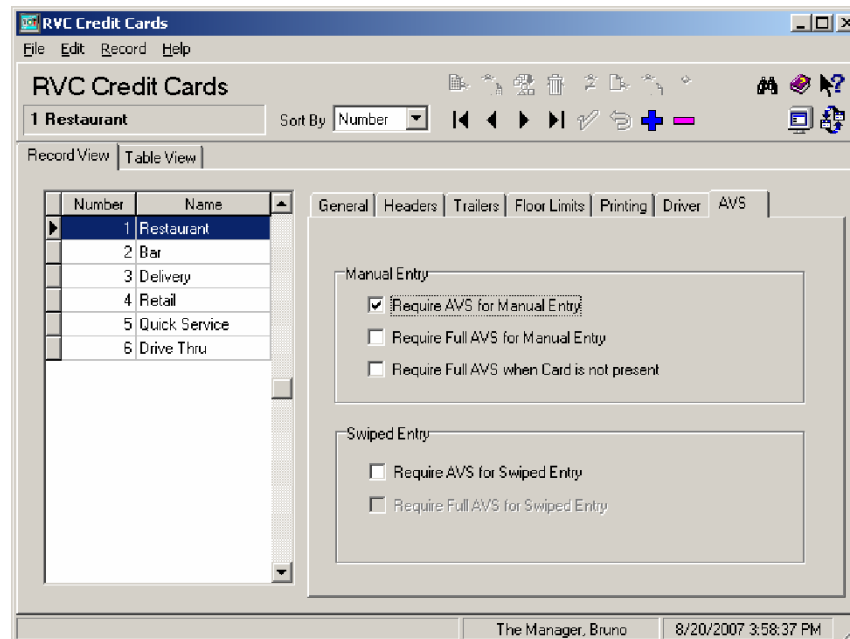 RVC Credit Cards
File Edit Record Help
RVC Credit Cards
1 Restaurant
Sort By Number
Record View Table View
Number Name
1 Restaurant
2 Bar
3 Delivery
4 Retail
5 Quick Service
6 Drive Thru
General Headers Trailers Floor Limits Printing Driver AVS
Manual Entry
Require AVS for Manual Entry
Require Full AVS for Manual Entry
Require Full AVS when Card is not present
Swiped Entry
Require AVS for Swiped Entry
Require Full AVS for Swiped Entry
The Manager, Bruno 8/20/2007 3:58:37 PM